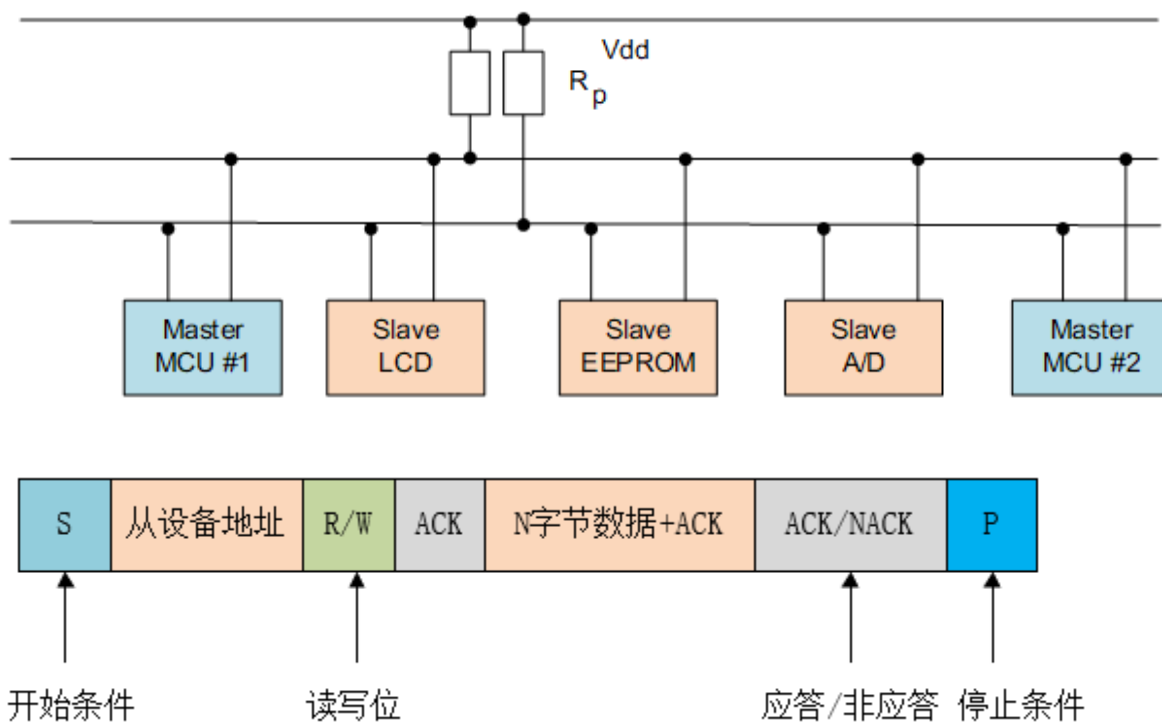 Vdd
Rp
Master
MCU #1
Slave
LCD
Slave
EEPROM
Slave
A/D
Master
MCU #2
S
从设备地址
R/W
ACK
N字节数据+ACK
ACK/NACK
P
开始条件
读写位
应答/非应答
停止条件